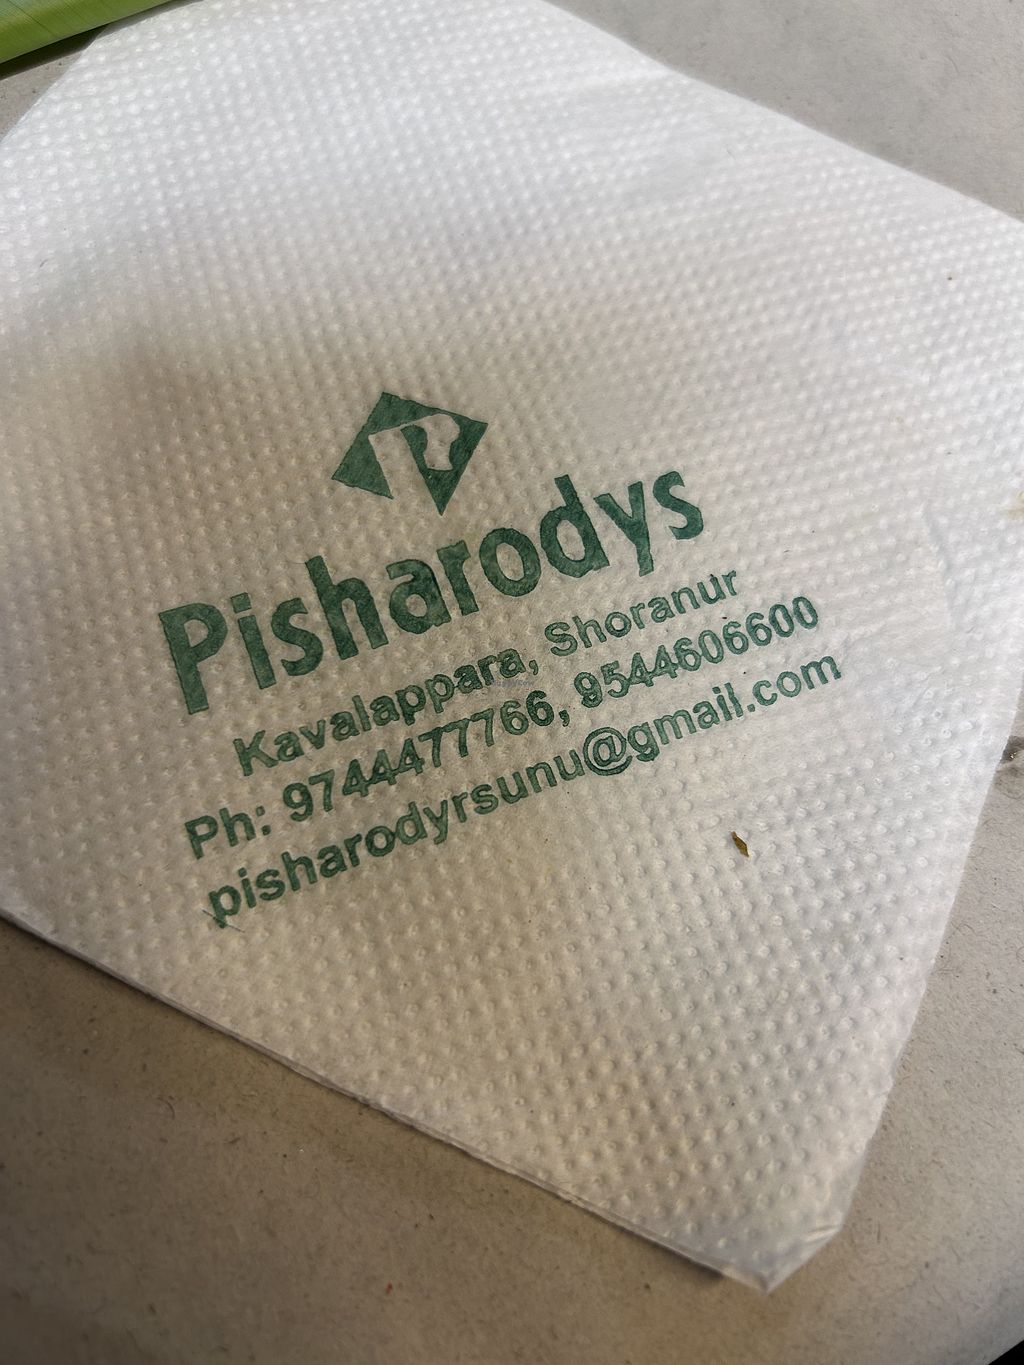 Pisharodys
Kavalappara, Shoranur
Ph: 9744477766, 9544606600
pisharodyrsunu@gmail.com